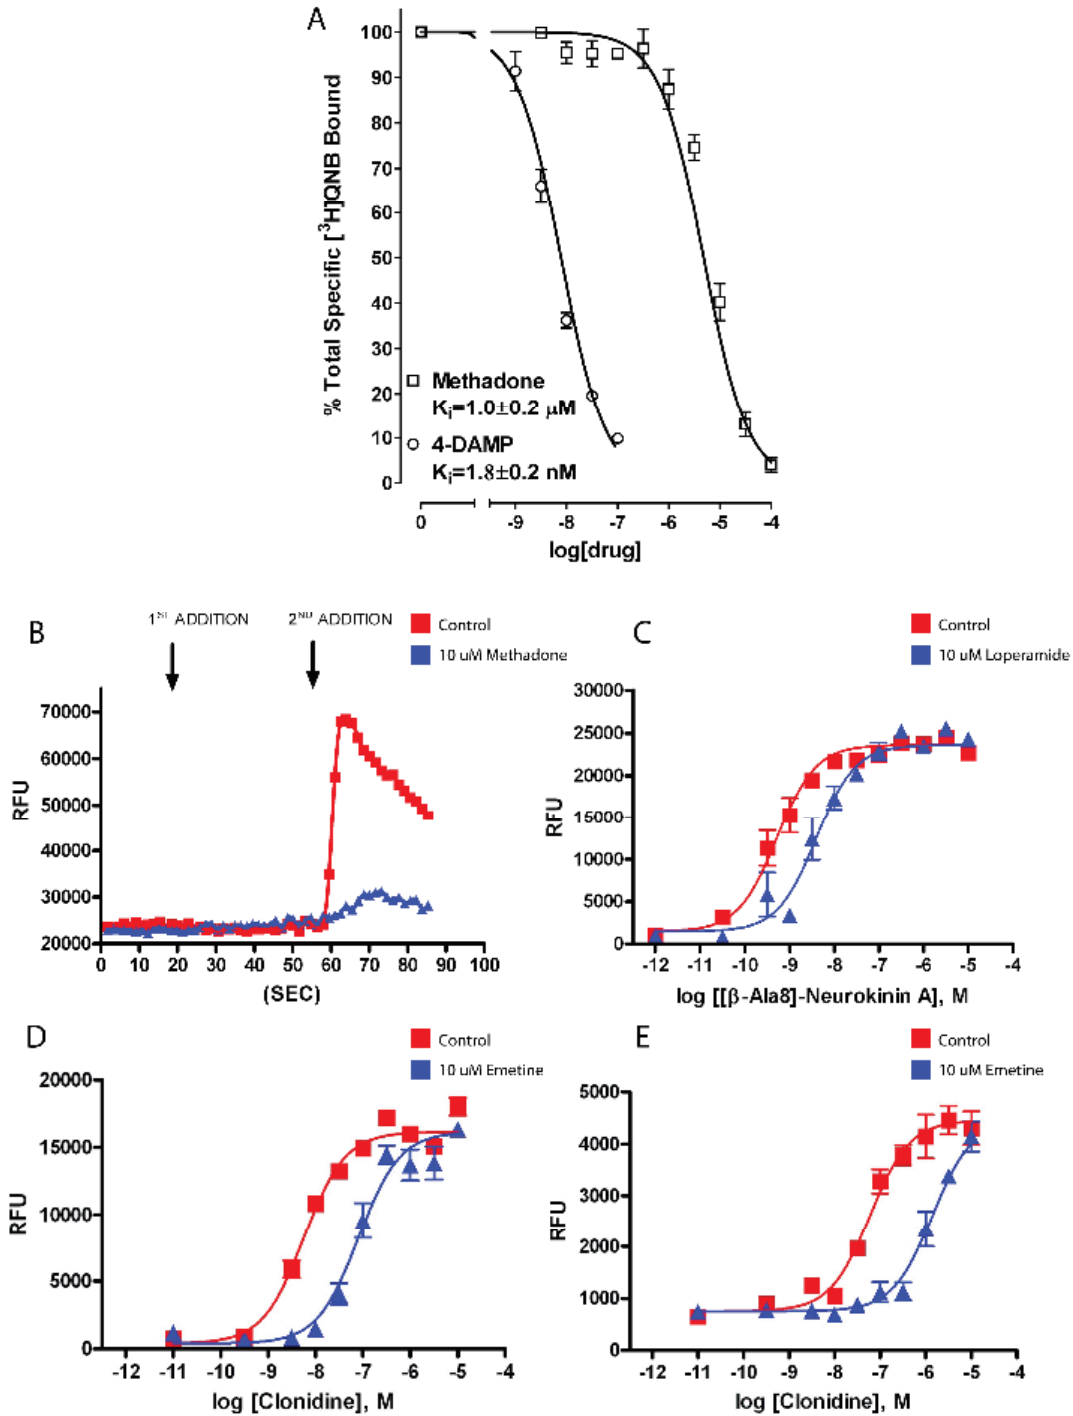 A
100
90
80
70
60
50
40
30
20
10
0
% Total Specific [³H]QNB Bound
Methadone
Ki=1.0±0.2 µM
4-DAMP
Ki=1.8±0.2 nM
0 -9 -8 -7 -6 -5 -4
log[drug]
B
1ST ADDITION 2ND ADDITION
Control
10 uM Methadone
70000
60000
50000
40000
30000
20000
RFU
0 10 20 30 40 50 60 70 80 90 100
(SEC)
C
Control
10 uM Loperamide
30000
25000
20000
15000
10000
5000
0
RFU
-12 -11 -10 -9 -8 -7 -6 -5 -4
log [[β-Ala8]-Neurokinin A], M
D
Control
10 uM Emetine
20000
15000
10000
5000
0
RFU
-12 -11 -10 -9 -8 -7 -6 -5 -4
log [Clonidine], M
E
Control
10 uM Emetine
5000
4000
3000
2000
1000
0
RFU
-12 -11 -10 -9 -8 -7 -6 -5 -4
log [Clonidine], M